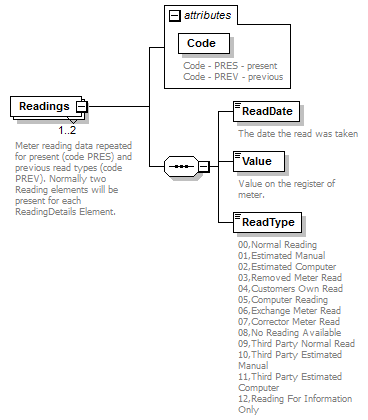 attributes
Code
Code - PRES - present
Code - PREV - previous
Readings
1..2
Meter reading data repeated
for present (code PRES) and
previous read types (code
PREV). Normally two
Reading elements will be
present for each
ReadingDetails Element.
ReadDate
The date the read was taken
Value
Value on the register of
meter.
ReadType
00,Normal Reading
01,Estimated Manual
02,Estimated Computer
03,Removed Meter Read
04,Customers Own Read
05,Computer Reading
06,Exchange Meter Read
07,Corrector Meter Read
08,No Reading Available
09,Third Party Normal Read
10,Third Party Estimated
Manual
11,Third Party Estimated
Computer
12,Reading For Information
Only